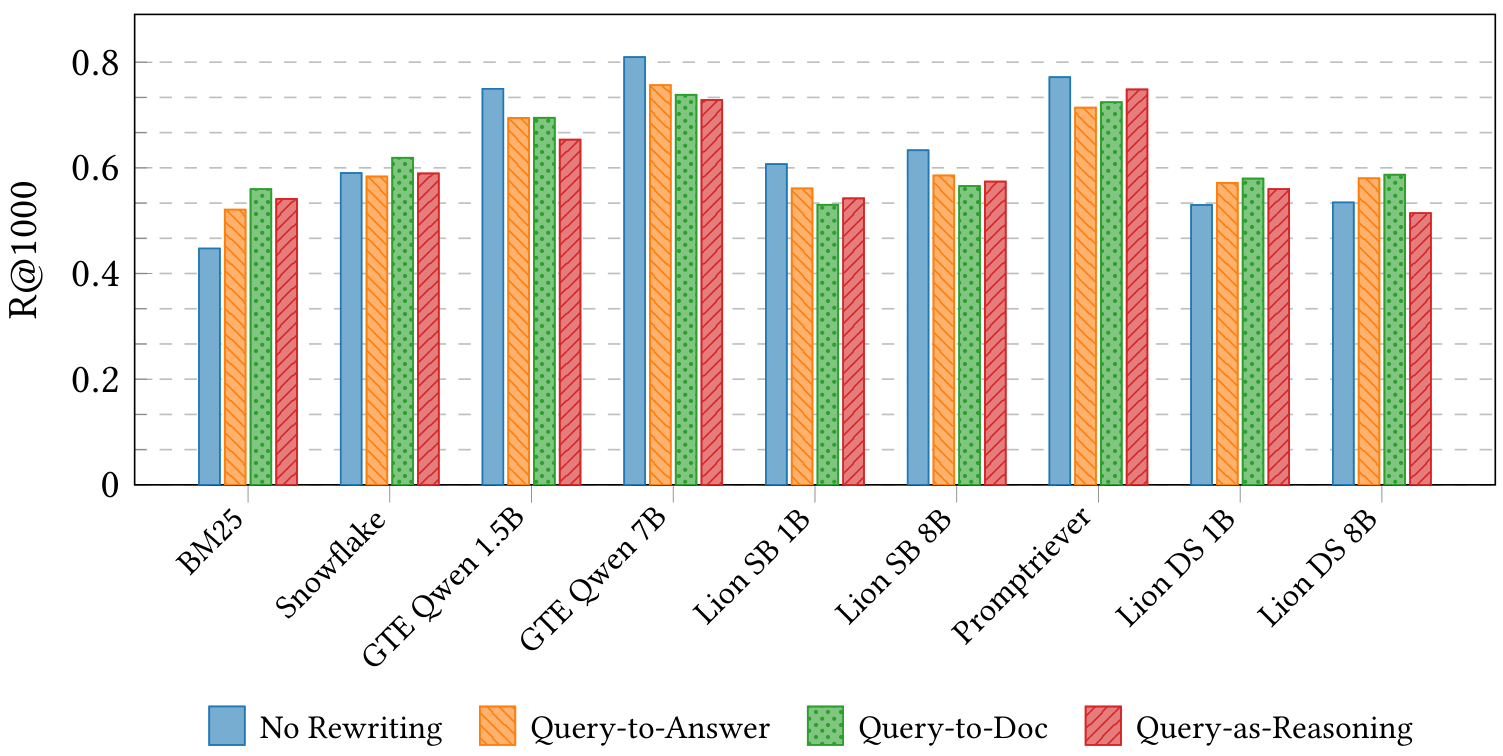 R@1000
0.8
0.6
0.4
0.2
0
BM25
Snowflake
GTE Qwen 1.5B
GTE Qwen 7B
Lion SB 1B
Lion SB 8B
Promptriever
Lion DS 1B
Lion DS 8B
No Rewriting
Query-to-Answer
Query-to-Doc
Query-as-Reasoning